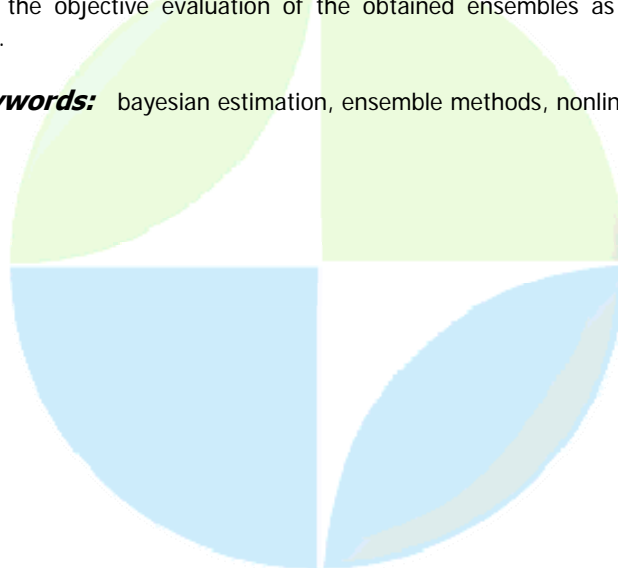 the objective evaluation of the obtained ensembles as
.
ywords: bayesian estimation, ensemble methods, nonlin